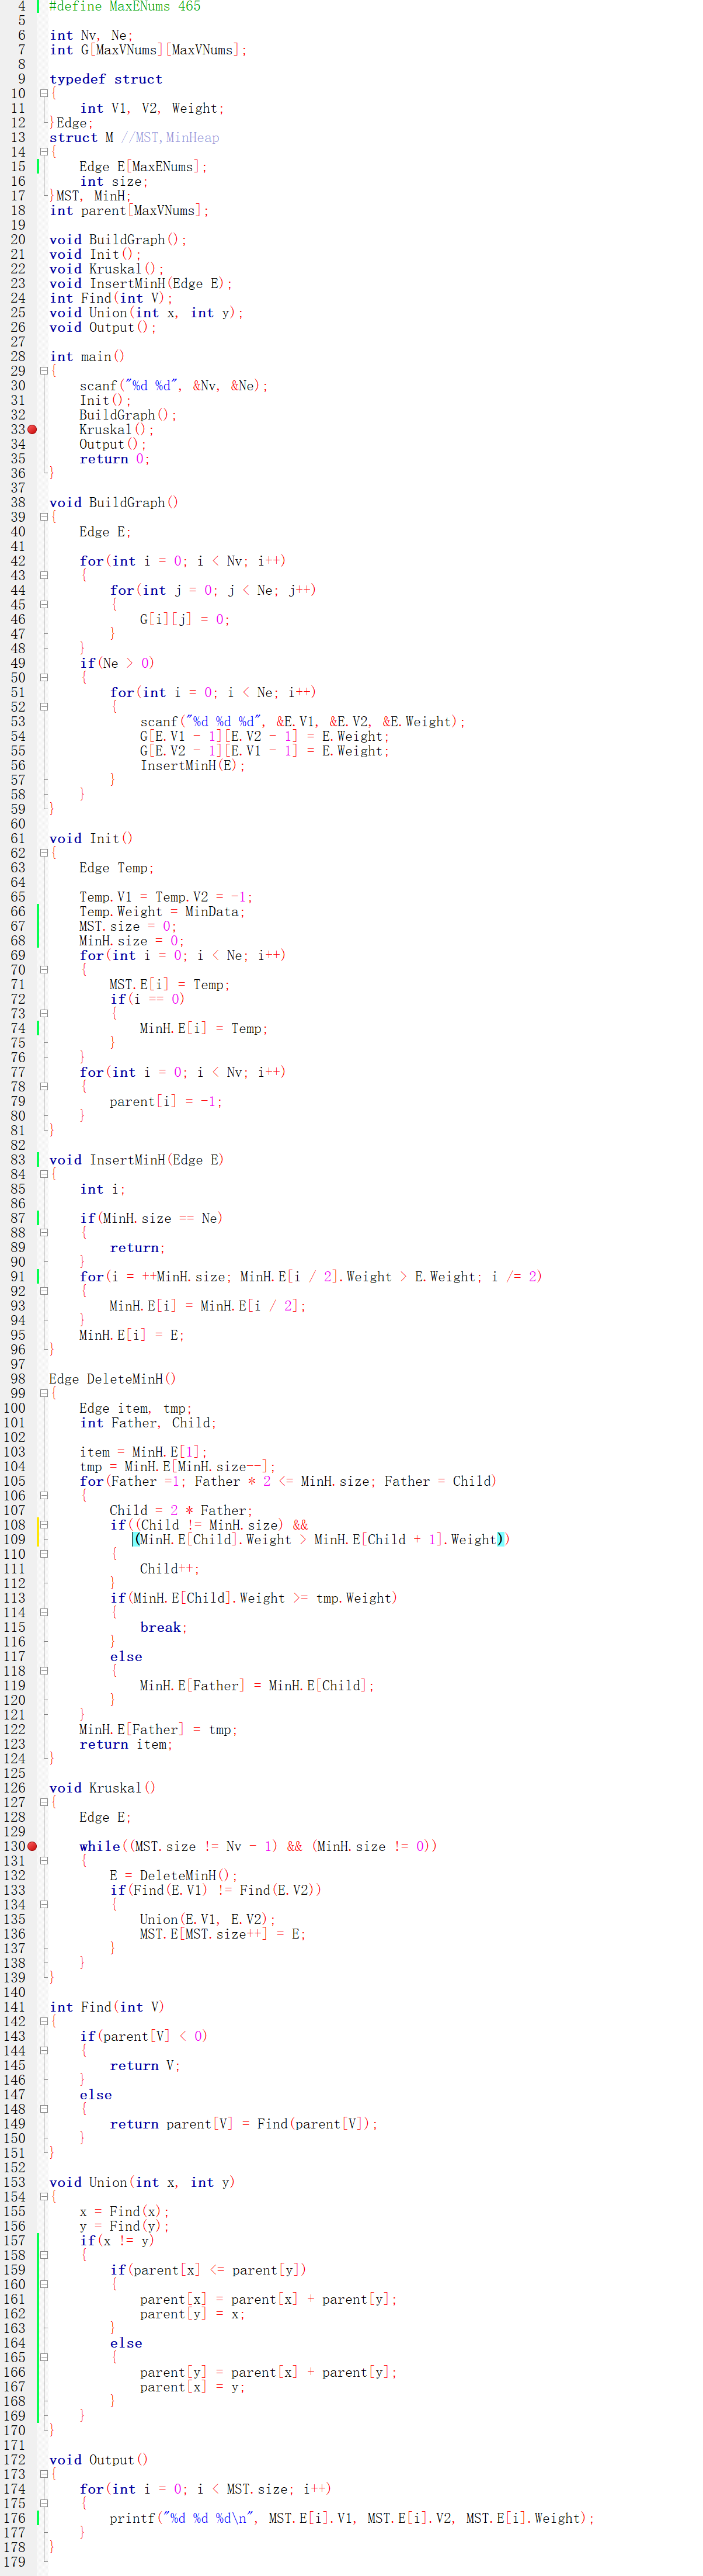 4 #define MaxENums 465
5
6 int Nv, Ne;
7 int G[MaxVNums][MaxVNums];
8
9 typedef struct
10 {
11     int V1, V2, Weight;
12 }Edge;
13 struct M //MST,MinHeap
14 {
15     Edge E[MaxENums];
16     int size;
17 }MST, MinH;
18 int parent[MaxVNums];
19
20 void BuildGraph();
21 void Init();
22 void Kruskal();
23 void InsertMinH(Edge E);
24 int Find(int V);
25 void Union(int x, int y);
26 void Output();
27
28 int main()
29 {
30     scanf("%d %d", &Nv, &Ne);
31     Init();
32     BuildGraph();
33     Kruskal();
34     Output();
35     return 0;
36 }
37
38 void BuildGraph()
39 {
40     Edge E;
41
42     for(int i = 0; i < Nv; i++)
43     {
44         for(int j = 0; j < Ne; j++)
45         {
46             G[i][j] = 0;
47         }
48     }
49     if(Ne > 0)
50     {
51         for(int i = 0; i < Ne; i++)
52         {
53             scanf("%d %d %d", &E.V1, &E.V2, &E.Weight);
54             G[E.V1 - 1][E.V2 - 1] = E.Weight;
55             G[E.V2 - 1][E.V1 - 1] = E.Weight;
56             InsertMinH(E);
57         }
58     }
59 }
60
61 void Init()
62 {
63     Edge Temp;
64
65     Temp.V1 = Temp.V2 = -1;
66     Temp.Weight = MinData;
67     MST.size = 0;
68     MinH.size = 0;
69     for(int i = 0; i < Ne; i++)
70     {
71         MST.E[i] = Temp;
72         if(i == 0)
73         {
74             MinH.E[i] = Temp;
75         }
76     }
77     for(int i = 0; i < Nv; i++)
78     {
79         parent[i] = -1;
80     }
81 }
82
83 void InsertMinH(Edge E)
84 {
85     int i;
86
87     if(MinH.size == Ne)
88     {
89         return;
90     }
91     for(i = ++MinH.size; MinH.E[i / 2].Weight > E.Weight; i /= 2)
92     {
93         MinH.E[i] = MinH.E[i / 2];
94     }
95     MinH.E[i] = E;
96 }
97
98 Edge DeleteMinH()
99 {
100     Edge item, tmp;
101     int Father, Child;
102
103     item = MinH.E[1];
104     tmp = MinH.E[MinH.size--];
105     for(Father =1; Father * 2 <= MinH.size; Father = Child)
106     {
107         Child = 2 * Father;
108         if((Child != MinH.size) &&
109            (MinH.E[Child].Weight > MinH.E[Child + 1].Weight))
110         {
111             Child++;
112         }
113         if(MinH.E[Child].Weight >= tmp.Weight)
114         {
115             break;
116         }
117         else
118         {
119             MinH.E[Father] = MinH.E[Child];
120         }
121     }
122     MinH.E[Father] = tmp;
123     return item;
124 }
125
126 void Kruskal()
127 {
128     Edge E;
129
130     while((MST.size != Nv - 1) && (MinH.size != 0))
131     {
132         E = DeleteMinH();
133         if(Find(E.V1) != Find(E.V2))
134         {
135             Union(E.V1, E.V2);
136             MST.E[MST.size++] = E;
137         }
138     }
139 }
140
141 int Find(int V)
142 {
143     if(parent[V] < 0)
144     {
145         return V;
146     }
147     else
148     {
149         return parent[V] = Find(parent[V]);
150     }
151 }
152
153 void Union(int x, int y)
154 {
155     x = Find(x);
156     y = Find(y);
157     if(x != y)
158     {
159         if(parent[x] <= parent[y])
160         {
161             parent[x] = parent[x] + parent[y];
162             parent[y] = x;
163         }
164         else
165         {
166             parent[y] = parent[x] + parent[y];
167             parent[x] = y;
168         }
169     }
170 }
171
172 void Output()
173 {
174     for(int i = 0; i < MST.size; i++)
175     {
176         printf("%d %d %d\n", MST.E[i].V1, MST.E[i].V2, MST.E[i].Weight);
177     }
178 }
179